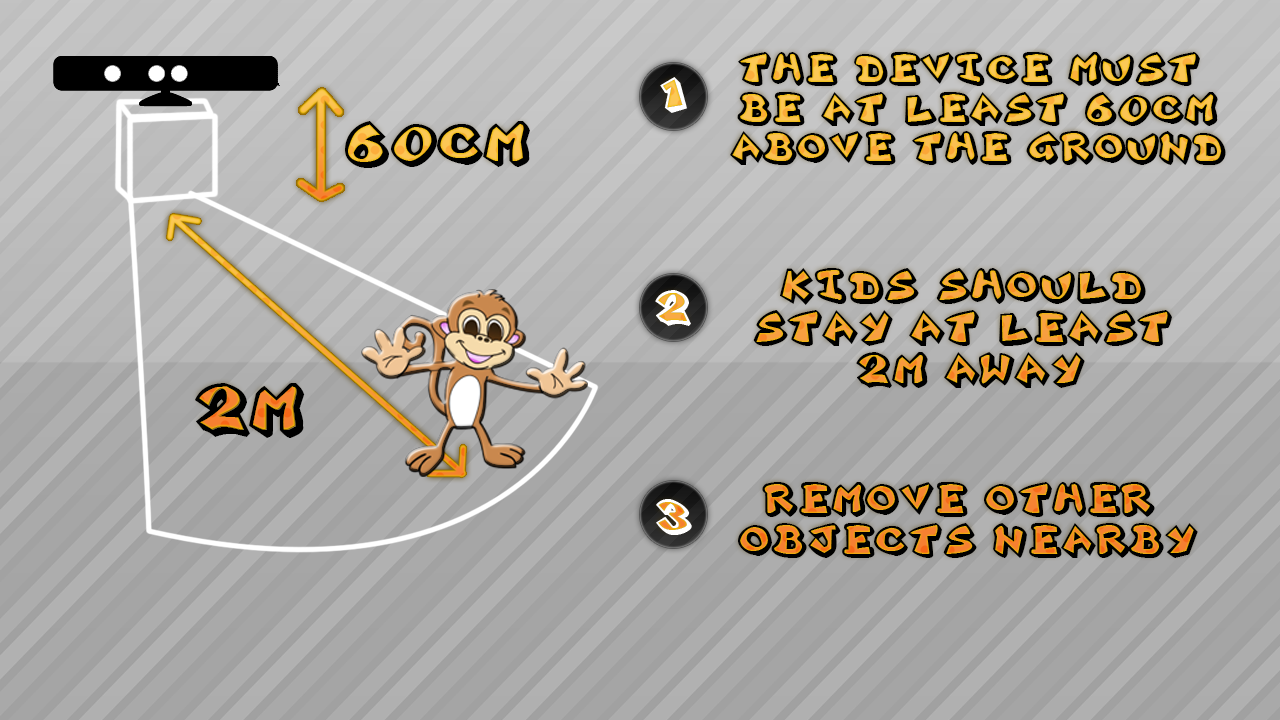 60CM
2M
1
THE DEVICE MUST
BE AT LEAST 60CM
ABOVE THE GROUND
2
KIDS SHOULD
STAY AT LEAST
2M AWAY
3
REMOVE OTHER
OBJECTS NEARBY